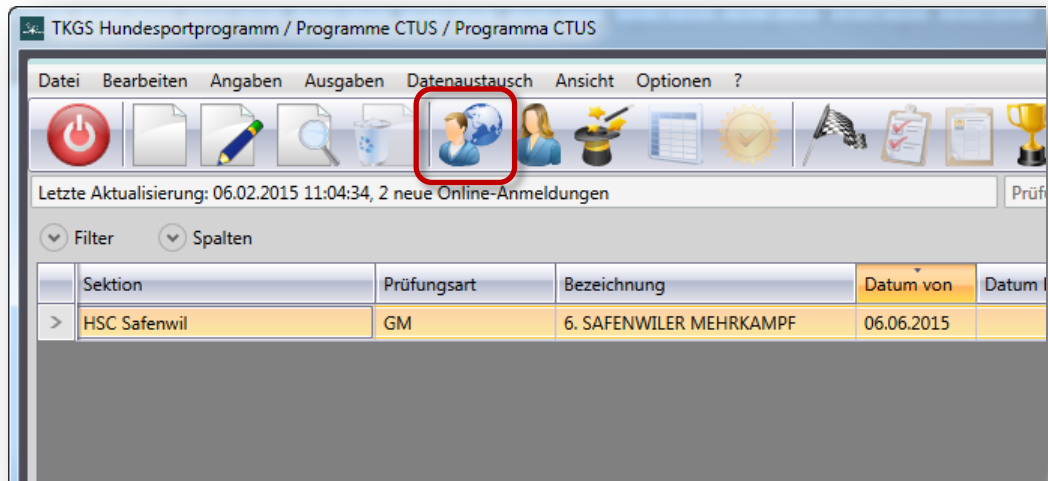 TKGS Hundesportprogramm / Programme CTUS / Programma CTUS
Datei Bearbeiten Angaben Ausgaben Datenaustausch Ansicht Optionen ?
Letzte Aktualisierung: 06.02.2015 11:04:34, 2 neue Online-Anmeldungen
Filter Spalten
Sektion Prüfungsart Bezeichnung Datum von Datum
HSC Safenwil GM 6. SAFENWILER MEHRKAMPF 06.06.2015